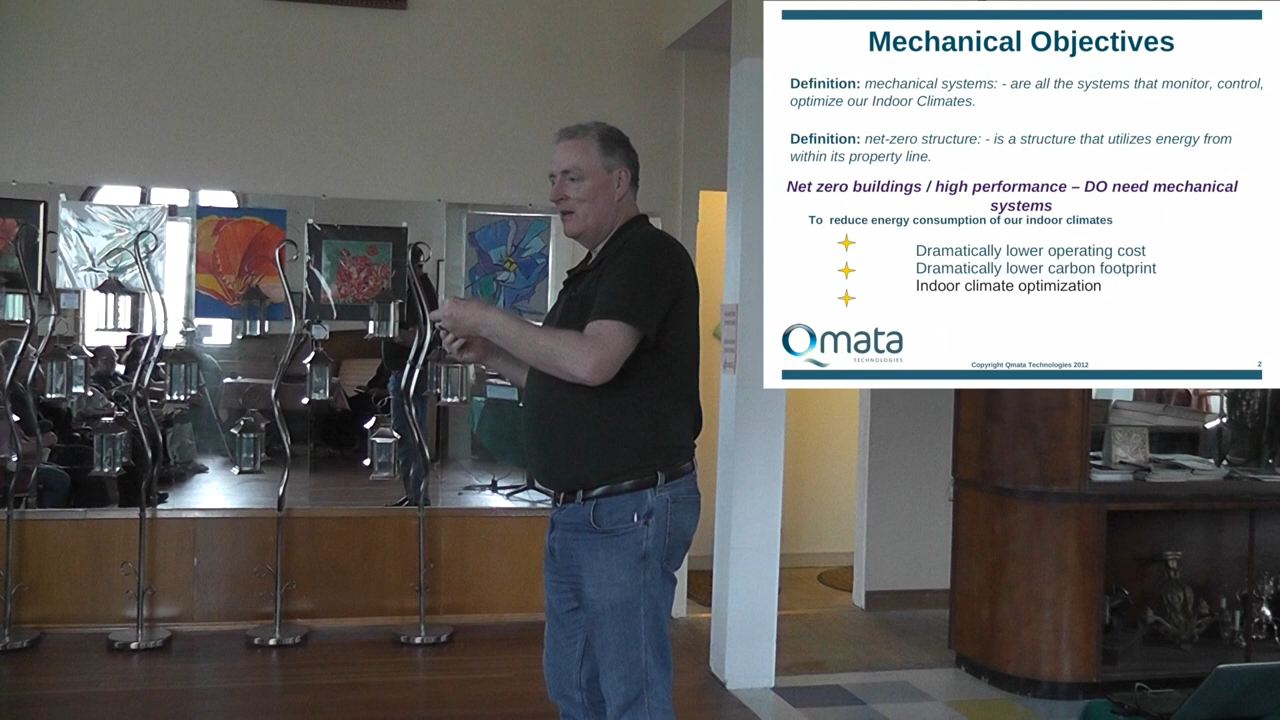 Mechanical Objectives
Definition: mechanical systems: - are all the systems that monitor, control,
optimize our Indoor Climates.
Definition: net-zero structure: - is a structure that utilizes energy from
within its property line.
Net zero buildings / high performance – DO need mechanical
systems
To reduce energy consumption of our indoor climates
Dramatically lower operating cost
Dramatically lower carbon footprint
Indoor climate optimization
Qmata
TECHNOLOGIES
Copyright Qmata Technologies 2012
2